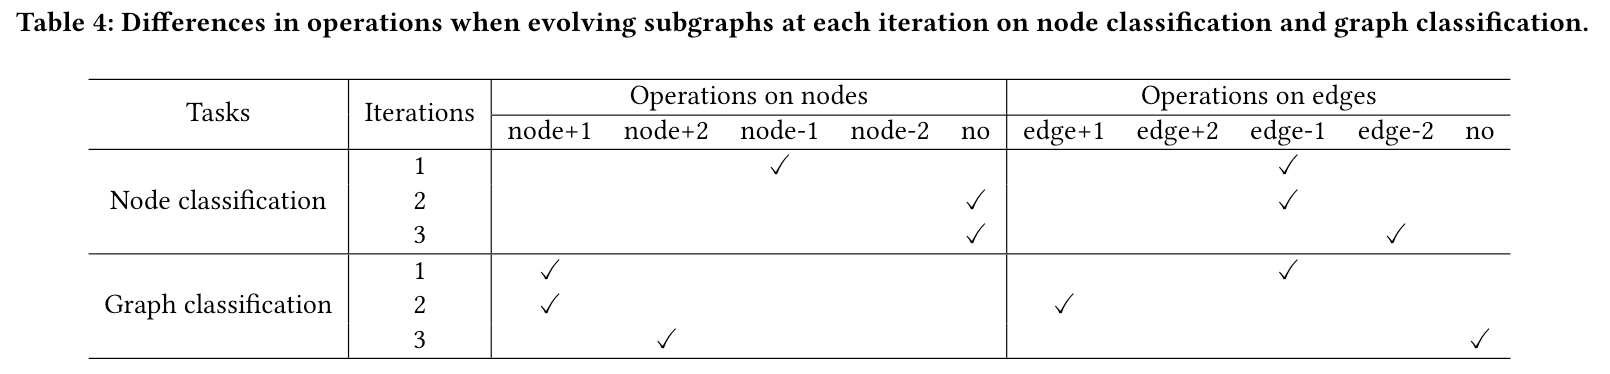 Table 4: Differences in operations when evolving subgraphs at each iteration on node classification and graph classification.
Tasks Iterations Operations on nodes Operations on edges
node+1 node+2 node-1 node-2 no edge+1 edge+2 edge-1 edge-2 no
1 ✓ ✓
Node classification 2 ✓ ✓
3 ✓ ✓
1 ✓ ✓
Graph classification 2 ✓ ✓
3 ✓ ✓